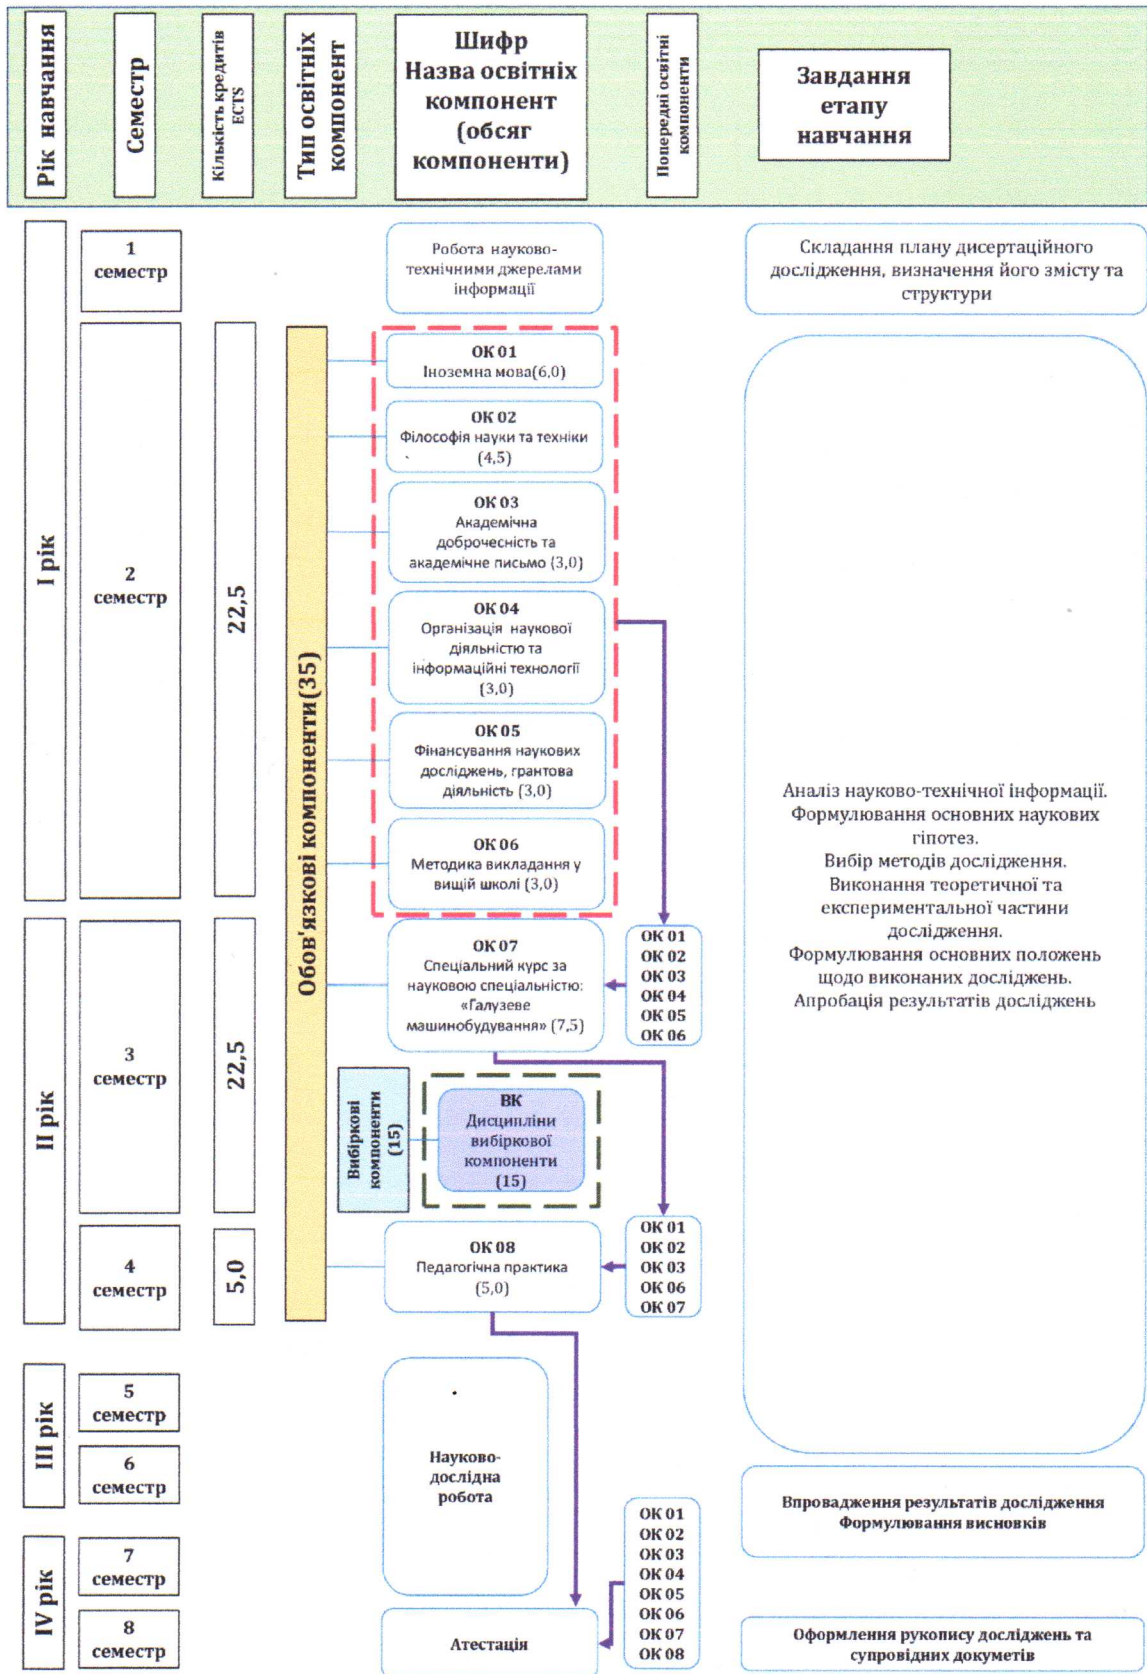 Рік навчання
Семестр
Кількість кредитів
ECTS
Тип освітніх
компонент
Шифр
Назва освітніх
компонент
(обсяг
компоненти)
Попередні освітні
компоненти
Завдання
етапу
навчання
І рік
1
семестр
Робота науково-
технічними джерелами
інформації
Складання плану дисертаційного
дослідження, визначення його змісту та
структури
2
семестр
22,5
Обов'язкові компоненти(35)
ОК 01
Іноземна мова(6,0)
ОК 02
Філософія науки та техніки
(4,5)
ОК 03
Академічна
доброчесність та
академічне письмо (3,0)
ОК 04
Організація наукової
діяльністю та
інформаційні технології
(3,0)
ОК 05
Фінансування наукових
досліджень, грантова
діяльність (3,0)
ОК 06
Методика викладання у
вищій школі (3,0)
Аналіз науково-технічної інформації.
Формулювання основних наукових
гіпотез.
Вибір методів дослідження.
Виконання теоретичної та
експериментальної частини
дослідження.
Формулювання основних положень
щодо виконаних досліджень.
Апробація результатів досліджень
ІІ рік
3
семестр
22,5
ОК 07
Спеціальний курс за
науковою спеціальністю:
«Галузеве
машинобудування» (7,5)
ОК 01
ОК 02
ОК 03
ОК 04
ОК 05
ОК 06
Вибіркові
компоненти
(15)
ВК
Дисципліни
вибіркової
компоненти
(15)
4
семестр
5,0
ОК 08
Педагогічна практика
(5,0)
ОК 01
ОК 02
ОК 03
ОК 06
ОК 07
ІІІ рік
5
семестр
6
семестр
Науково-
дослідна
робота
Впровадження результатів дослідження
Формулювання висновків
IV рік
7
семестр
8
семестр
Атестація
ОК 01
ОК 02
ОК 03
ОК 04
ОК 05
ОК 06
ОК 07
ОК 08
Оформлення рукопису досліджень та
супровідних докуметів